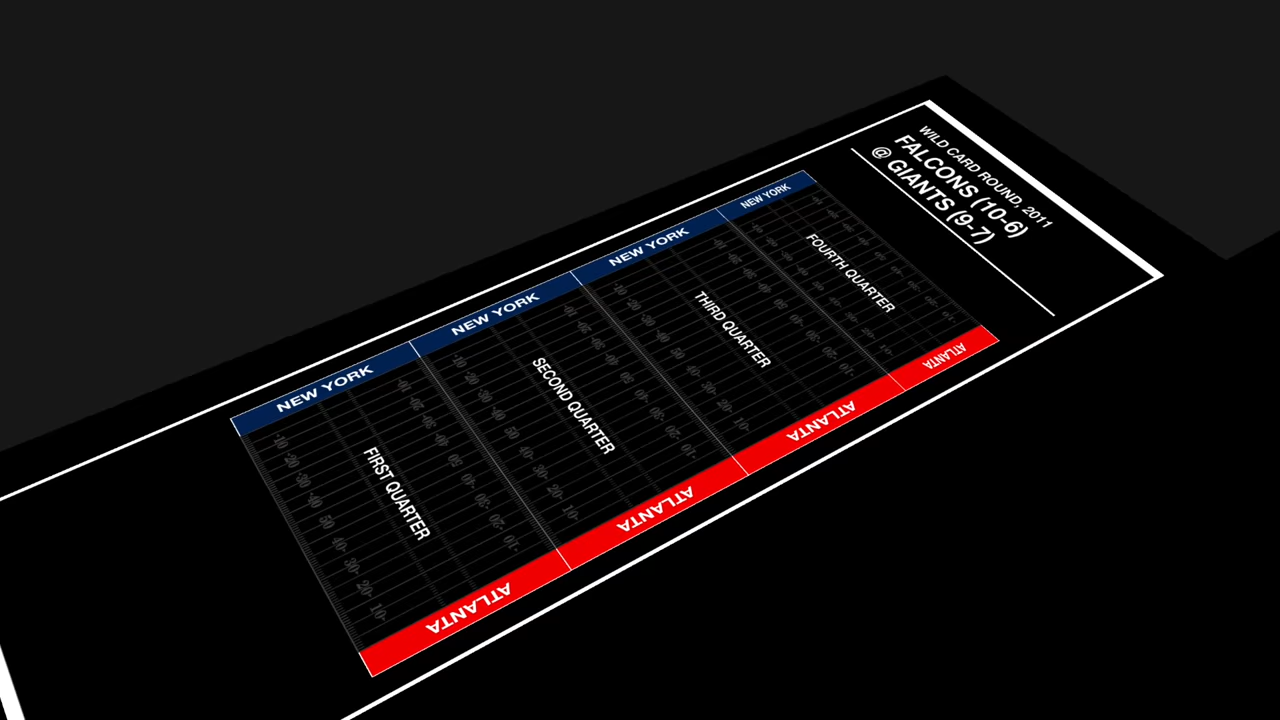 WILD CARD ROUND, 2011
FALCONS (10-6)
@ GIANTS (9-7)
NEW YORK
NEW YORK
NEW YORK
NEW YORK
FIRST QUARTER
SECOND QUARTER
THIRD QUARTER
FOURTH QUARTER
ATLANTA
ATLANTA
ATLANTA
ATLANTA